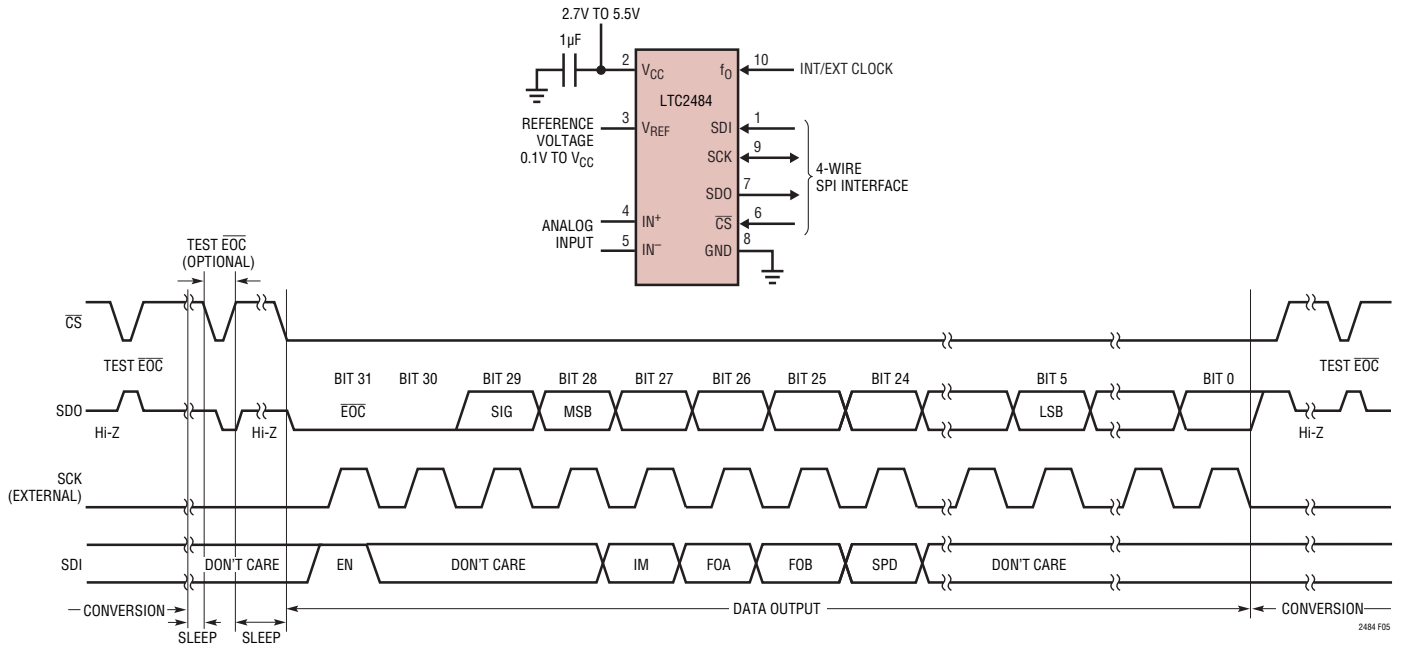 2.7V TO 5.5V
1µF
2 VCC
fO 10 INT/EXT CLOCK
LTC2484
REFERENCE
VOLTAGE
0.1V TO VCC
3 VREF
SDI 1
SCK 9
SDO 7
CS 6
4-WIRE
SPI INTERFACE
ANALOG
INPUT
4 IN+
5 IN−
GND 8
TEST EOC
(OPTIONAL)
CS
TEST EOC
TEST EOC
BIT 31 BIT 30 BIT 29 BIT 28 BIT 27 BIT 26 BIT 25 BIT 24 BIT 5 BIT 0
SDO EOC SIG MSB LSB
Hi-Z Hi-Z Hi-Z
SCK
(EXTERNAL)
SDI DON'T CARE EN DON'T CARE IM FOA FOB SPD DON'T CARE
CONVERSION DATA OUTPUT CONVERSION
SLEEP SLEEP
2484 F05